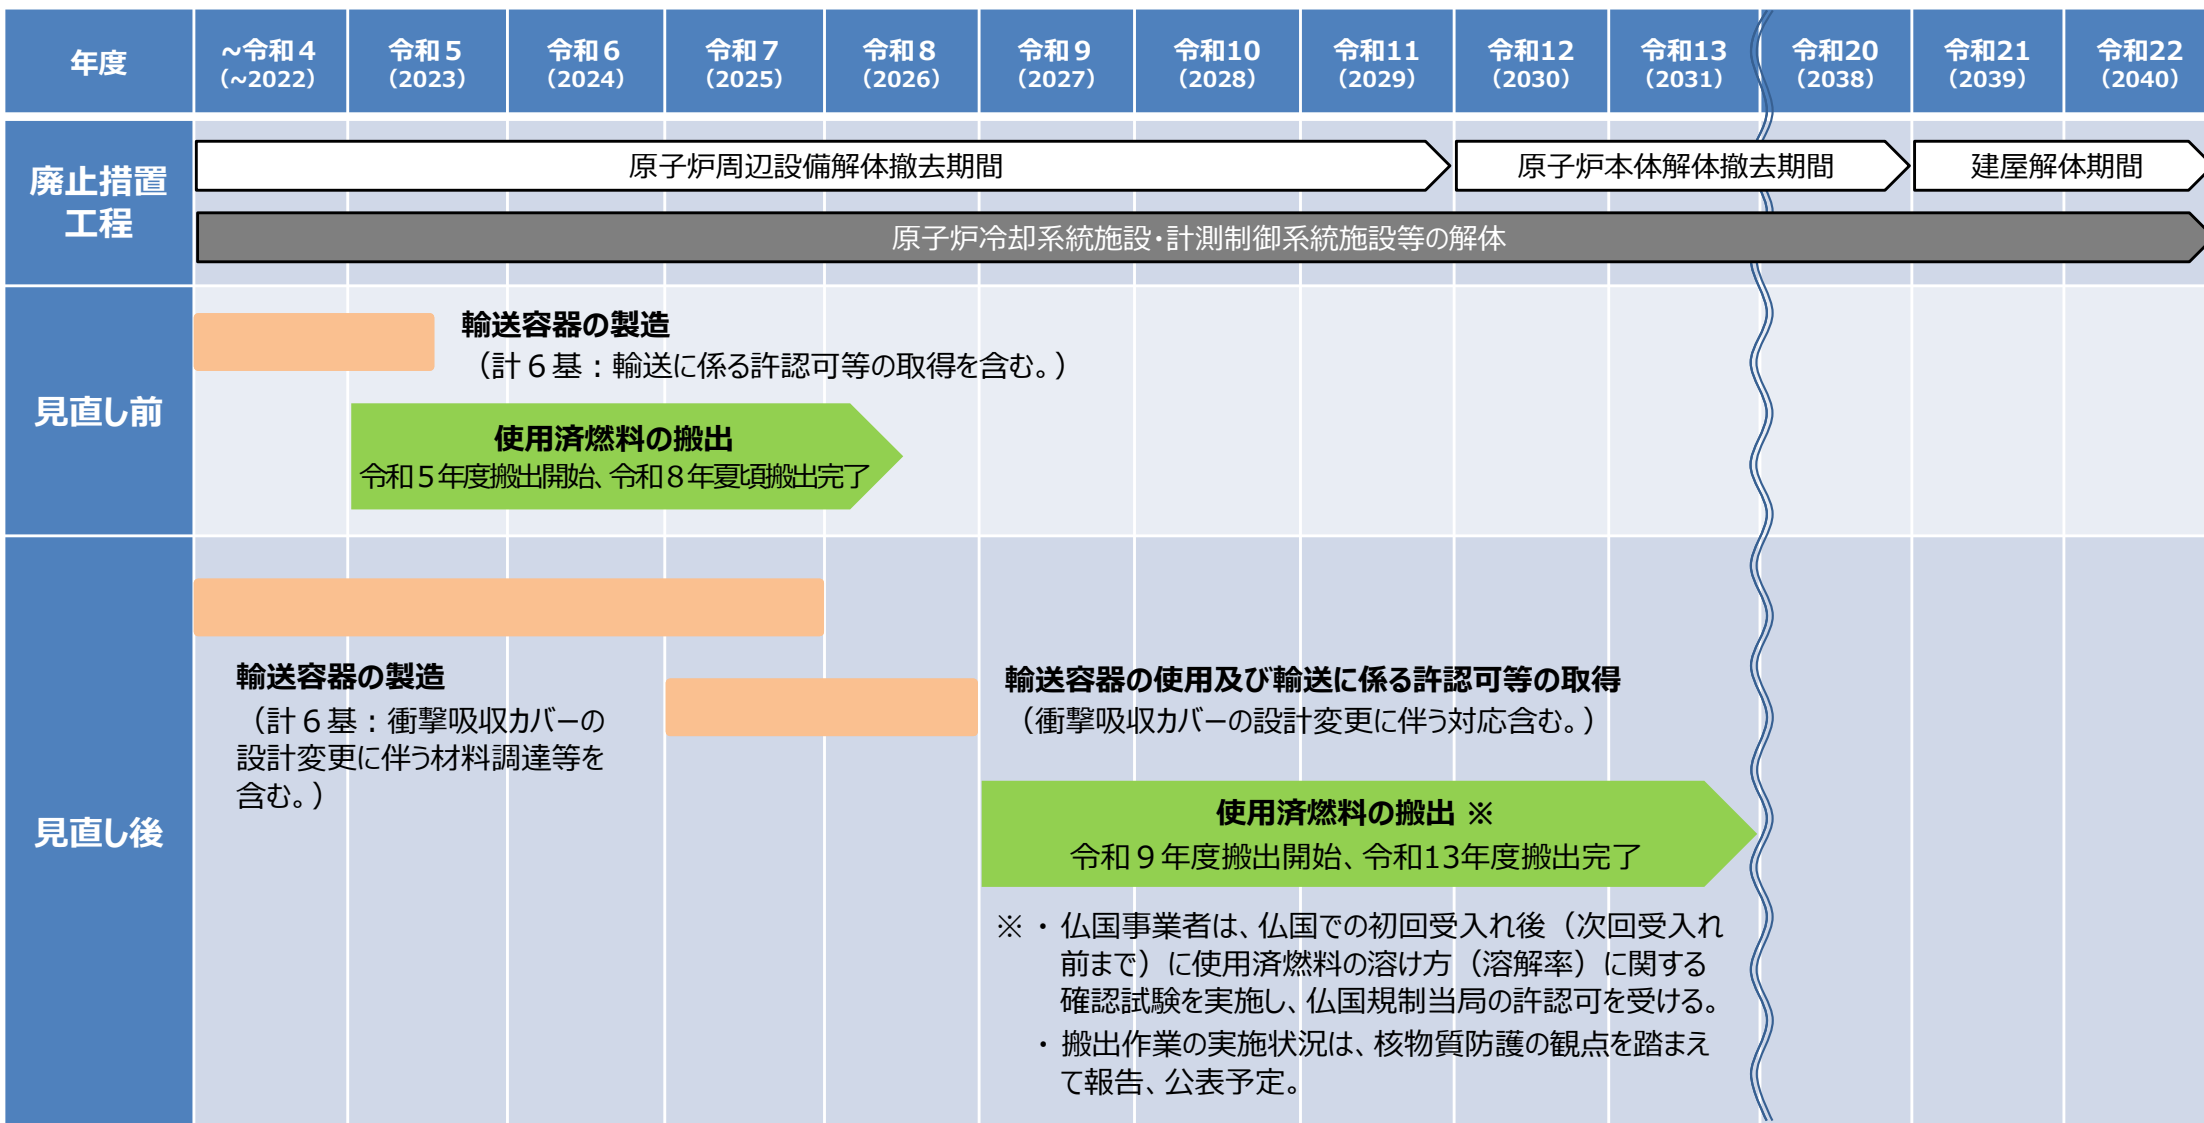 年度
~令和4
（~2022）
令和5
（2023）
令和6
（2024）
令和7
（2025）
令和8
（2026）
令和9
（2027）
令和10
（2028）
令和11
（2029）
令和12
（2030）
令和13
（2031）
令和20
（2038）
令和21
（2039）
令和22
（2040）
廃止措置
工程
原子炉周辺設備解体撤去期間
原子炉本体解体撤去期間
建屋解体期間
原子炉冷却系統施設・計測制御系統施設等の解体
見直し前
輸送容器の製造
（計６基：輸送に係る許認可等の取得を含む。）
使用済燃料の搬出
令和５年度搬出開始、令和８年夏頃搬出完了
見直し後
輸送容器の製造
（計６基：衝撃吸収カバーの
設計変更に伴う材料調達等を
含む。）
輸送容器の使用及び輸送に係る許認可等の取得
（衝撃吸収カバーの設計変更に伴う対応含む。）
使用済燃料の搬出 ※
令和９年度搬出開始、令和13年度搬出完了
※・仏国事業者は、仏国での初回受入れ後（次回受入れ
前まで）に使用済燃料の溶け方（溶解率）に関する
確認試験を実施し、仏国規制当局の許認可を受ける。
・搬出作業の実施状況は、核物質防護の観点を踏まえ
て報告、公表予定。